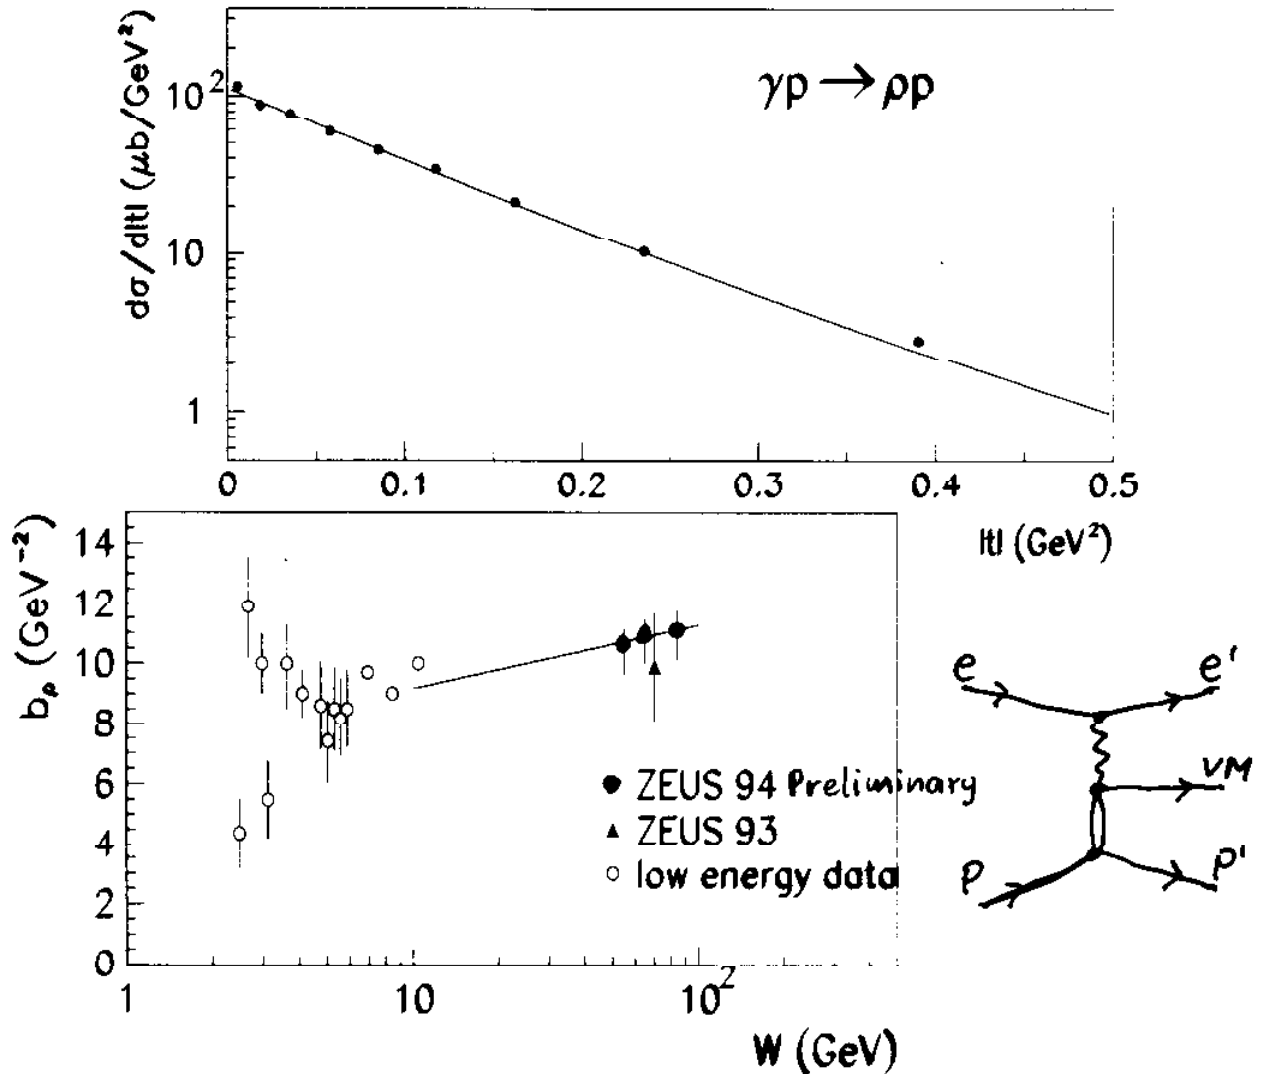 dσ/d|t| (μb/GeV²)
10²
10
1
γp → ρp
0 0.1 0.2 0.3 0.4 0.5
|t| (GeV²)
b_ρ (GeV⁻²)
14
12
10
8
6
4
2
0
● ZEUS 94 Preliminary
▲ ZEUS 93
○ low energy data
1 10 10²
W (GeV)
e e'
VM
p p'